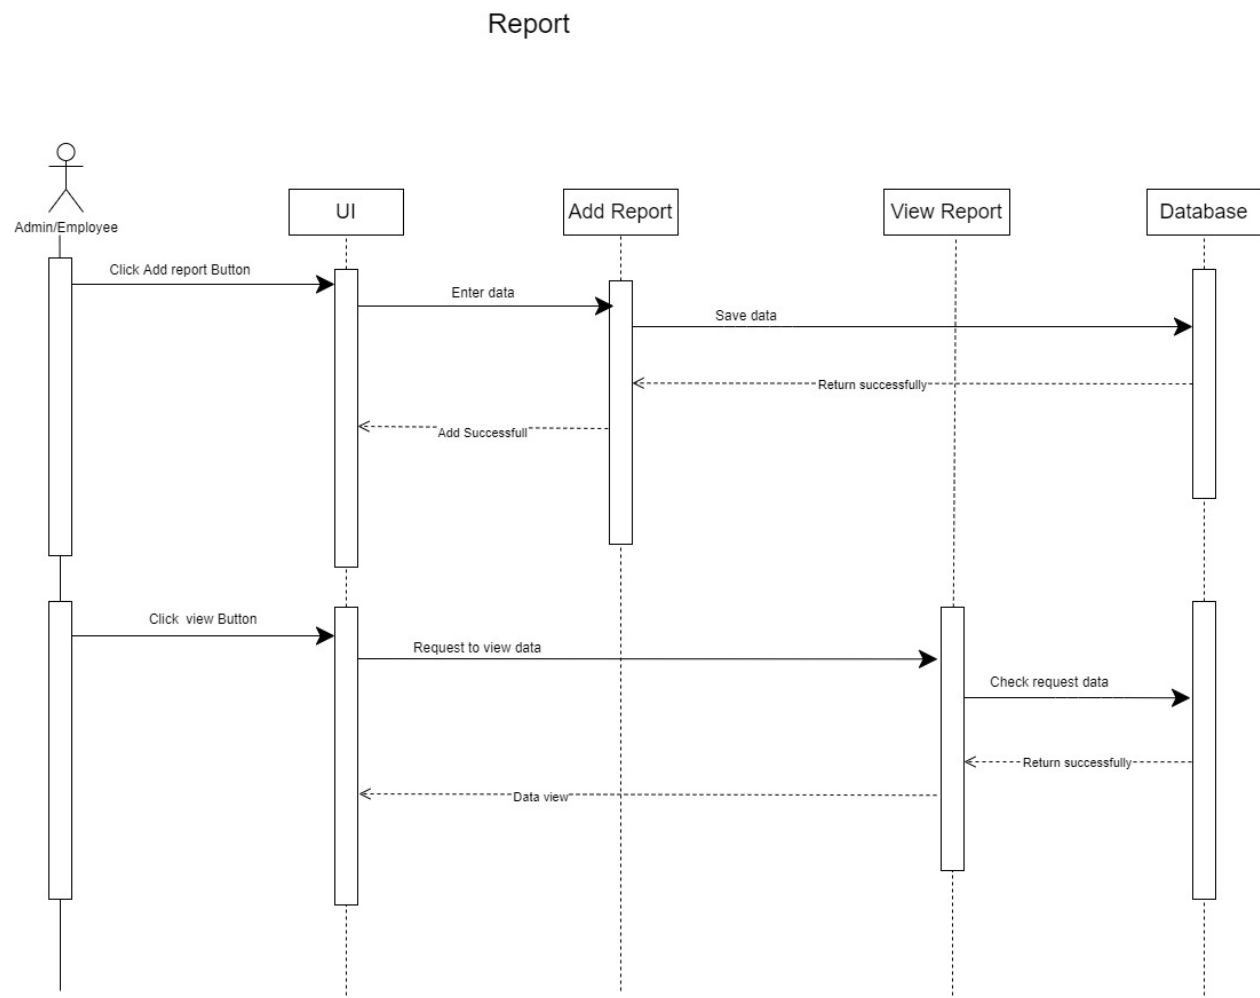 Report
Admin/Employee
UI
Add Report
View Report
Database
Click Add report Button
Enter data
Save data
Return successfully
Add Successfull
Click view Button
Request to view data
Check request data
Return successfully
Data view